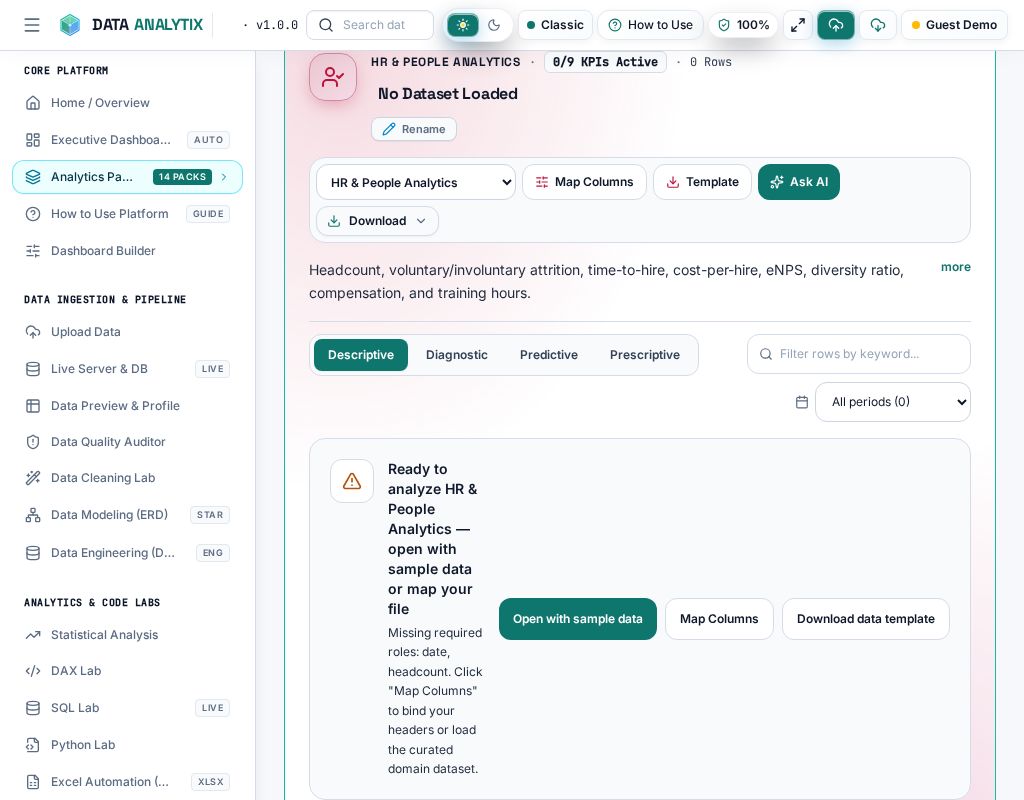 DATA ANALYTIX
· v1.0.0
Search dat
Classic
How to Use
100%
Guest Demo
CORE PLATFORM
Home / Overview
Executive Dashboa... AUTO
Analytics Pa... 14 PACKS
How to Use Platform GUIDE
Dashboard Builder
DATA INGESTION & PIPELINE
Upload Data
Live Server & DB LIVE
Data Preview & Profile
Data Quality Auditor
Data Cleaning Lab
Data Modeling (ERD) STAR
Data Engineering (D... ENG
ANALYTICS & CODE LABS
Statistical Analysis
DAX Lab
SQL Lab LIVE
Python Lab
Excel Automation (... XLSX
HR & PEOPLE ANALYTICS · 0/9 KPIs Active · 0 Rows
No Dataset Loaded
Rename
HR & People Analytics
Map Columns
Template
Ask AI
Download
Headcount, voluntary/involuntary attrition, time-to-hire, cost-per-hire, eNPS, diversity ratio,
compensation, and training hours.
more
Descriptive
Diagnostic
Predictive
Prescriptive
Filter rows by keyword...
All periods (0)
Ready to
analyze HR &
People
Analytics —
open with
sample data
or map your
file
Missing required
roles: date,
headcount. Click
"Map Columns"
to bind your
headers or load
the curated
domain dataset.
Open with sample data
Map Columns
Download data template